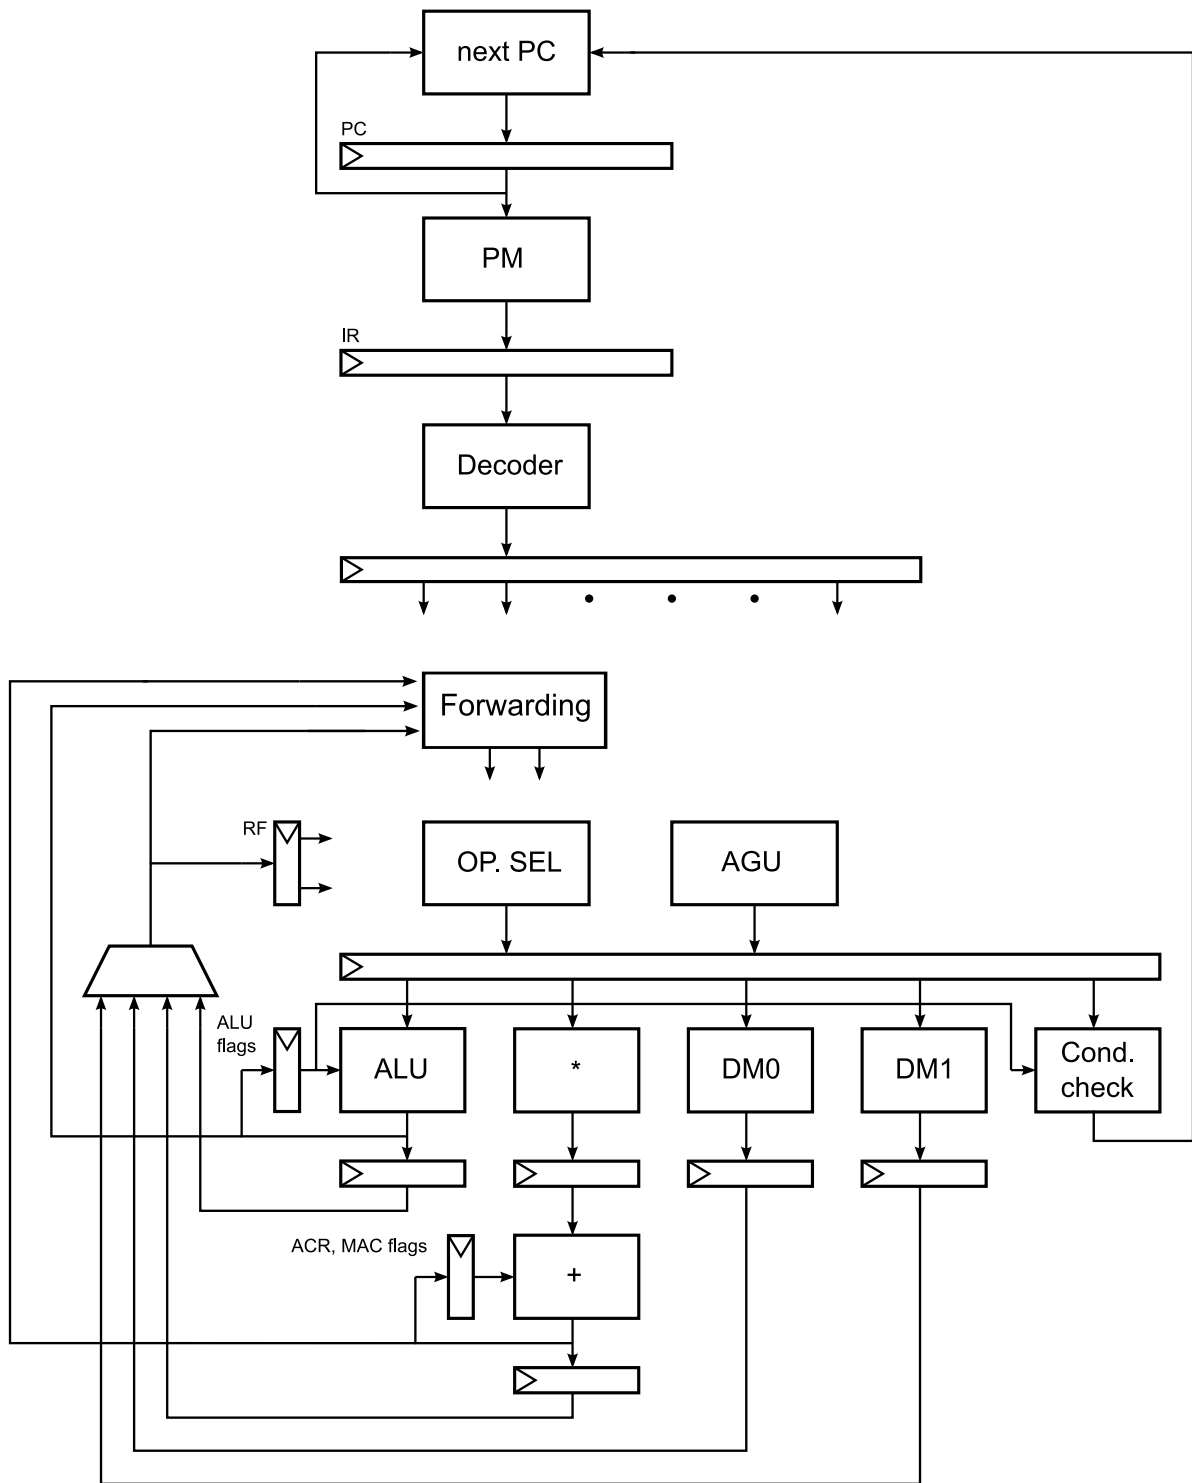 next PC
PC
PM
IR
Decoder
Forwarding
RF
OP. SEL
AGU
ALU
flags
ALU
*
DM0
DM1
Cond.
check
ACR, MAC flags
+